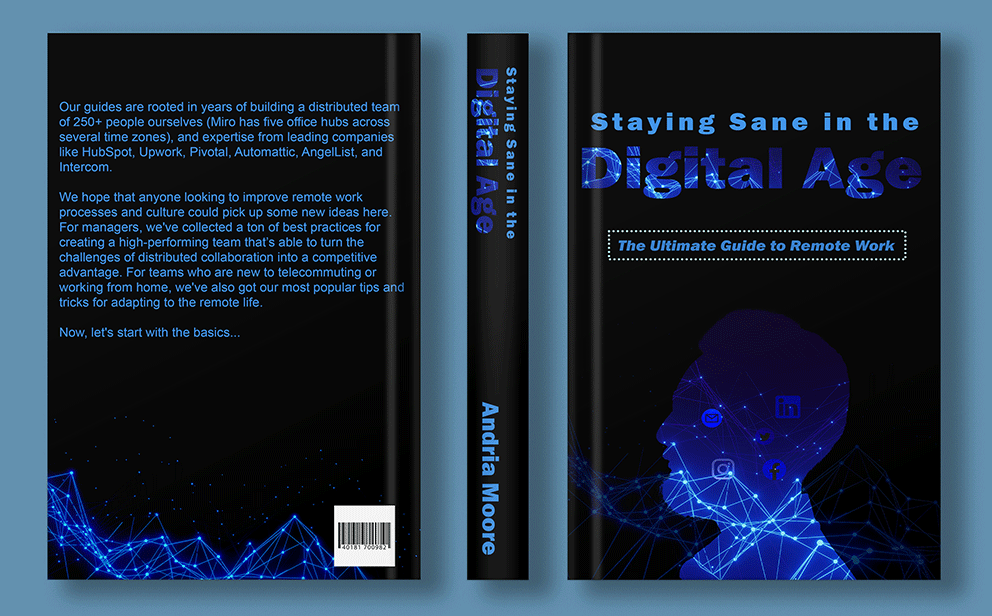 Our guides are rooted in years of building a distributed team
of 250+ people ourselves (Miro has five office hubs across
several time zones), and expertise from leading companies
like HubSpot, Upwork, Pivotal, Automattic, AngelList, and
Intercom.
We hope that anyone looking to improve remote work
processes and culture could pick up some new ideas here.
For managers, we've collected a ton of best practices for
creating a high-performing team that's able to turn the
challenges of distributed collaboration into a competitive
advantage. For teams who are new to telecommuting or
working from home, we've also got our most popular tips and
tricks for adapting to the remote life.
Now, let's start with the basics...
40181 700982
Staying Sane in the
Digital Age
Andria Moore
Staying Sane in the
Digital Age
The Ultimate Guide to Remote Work
in